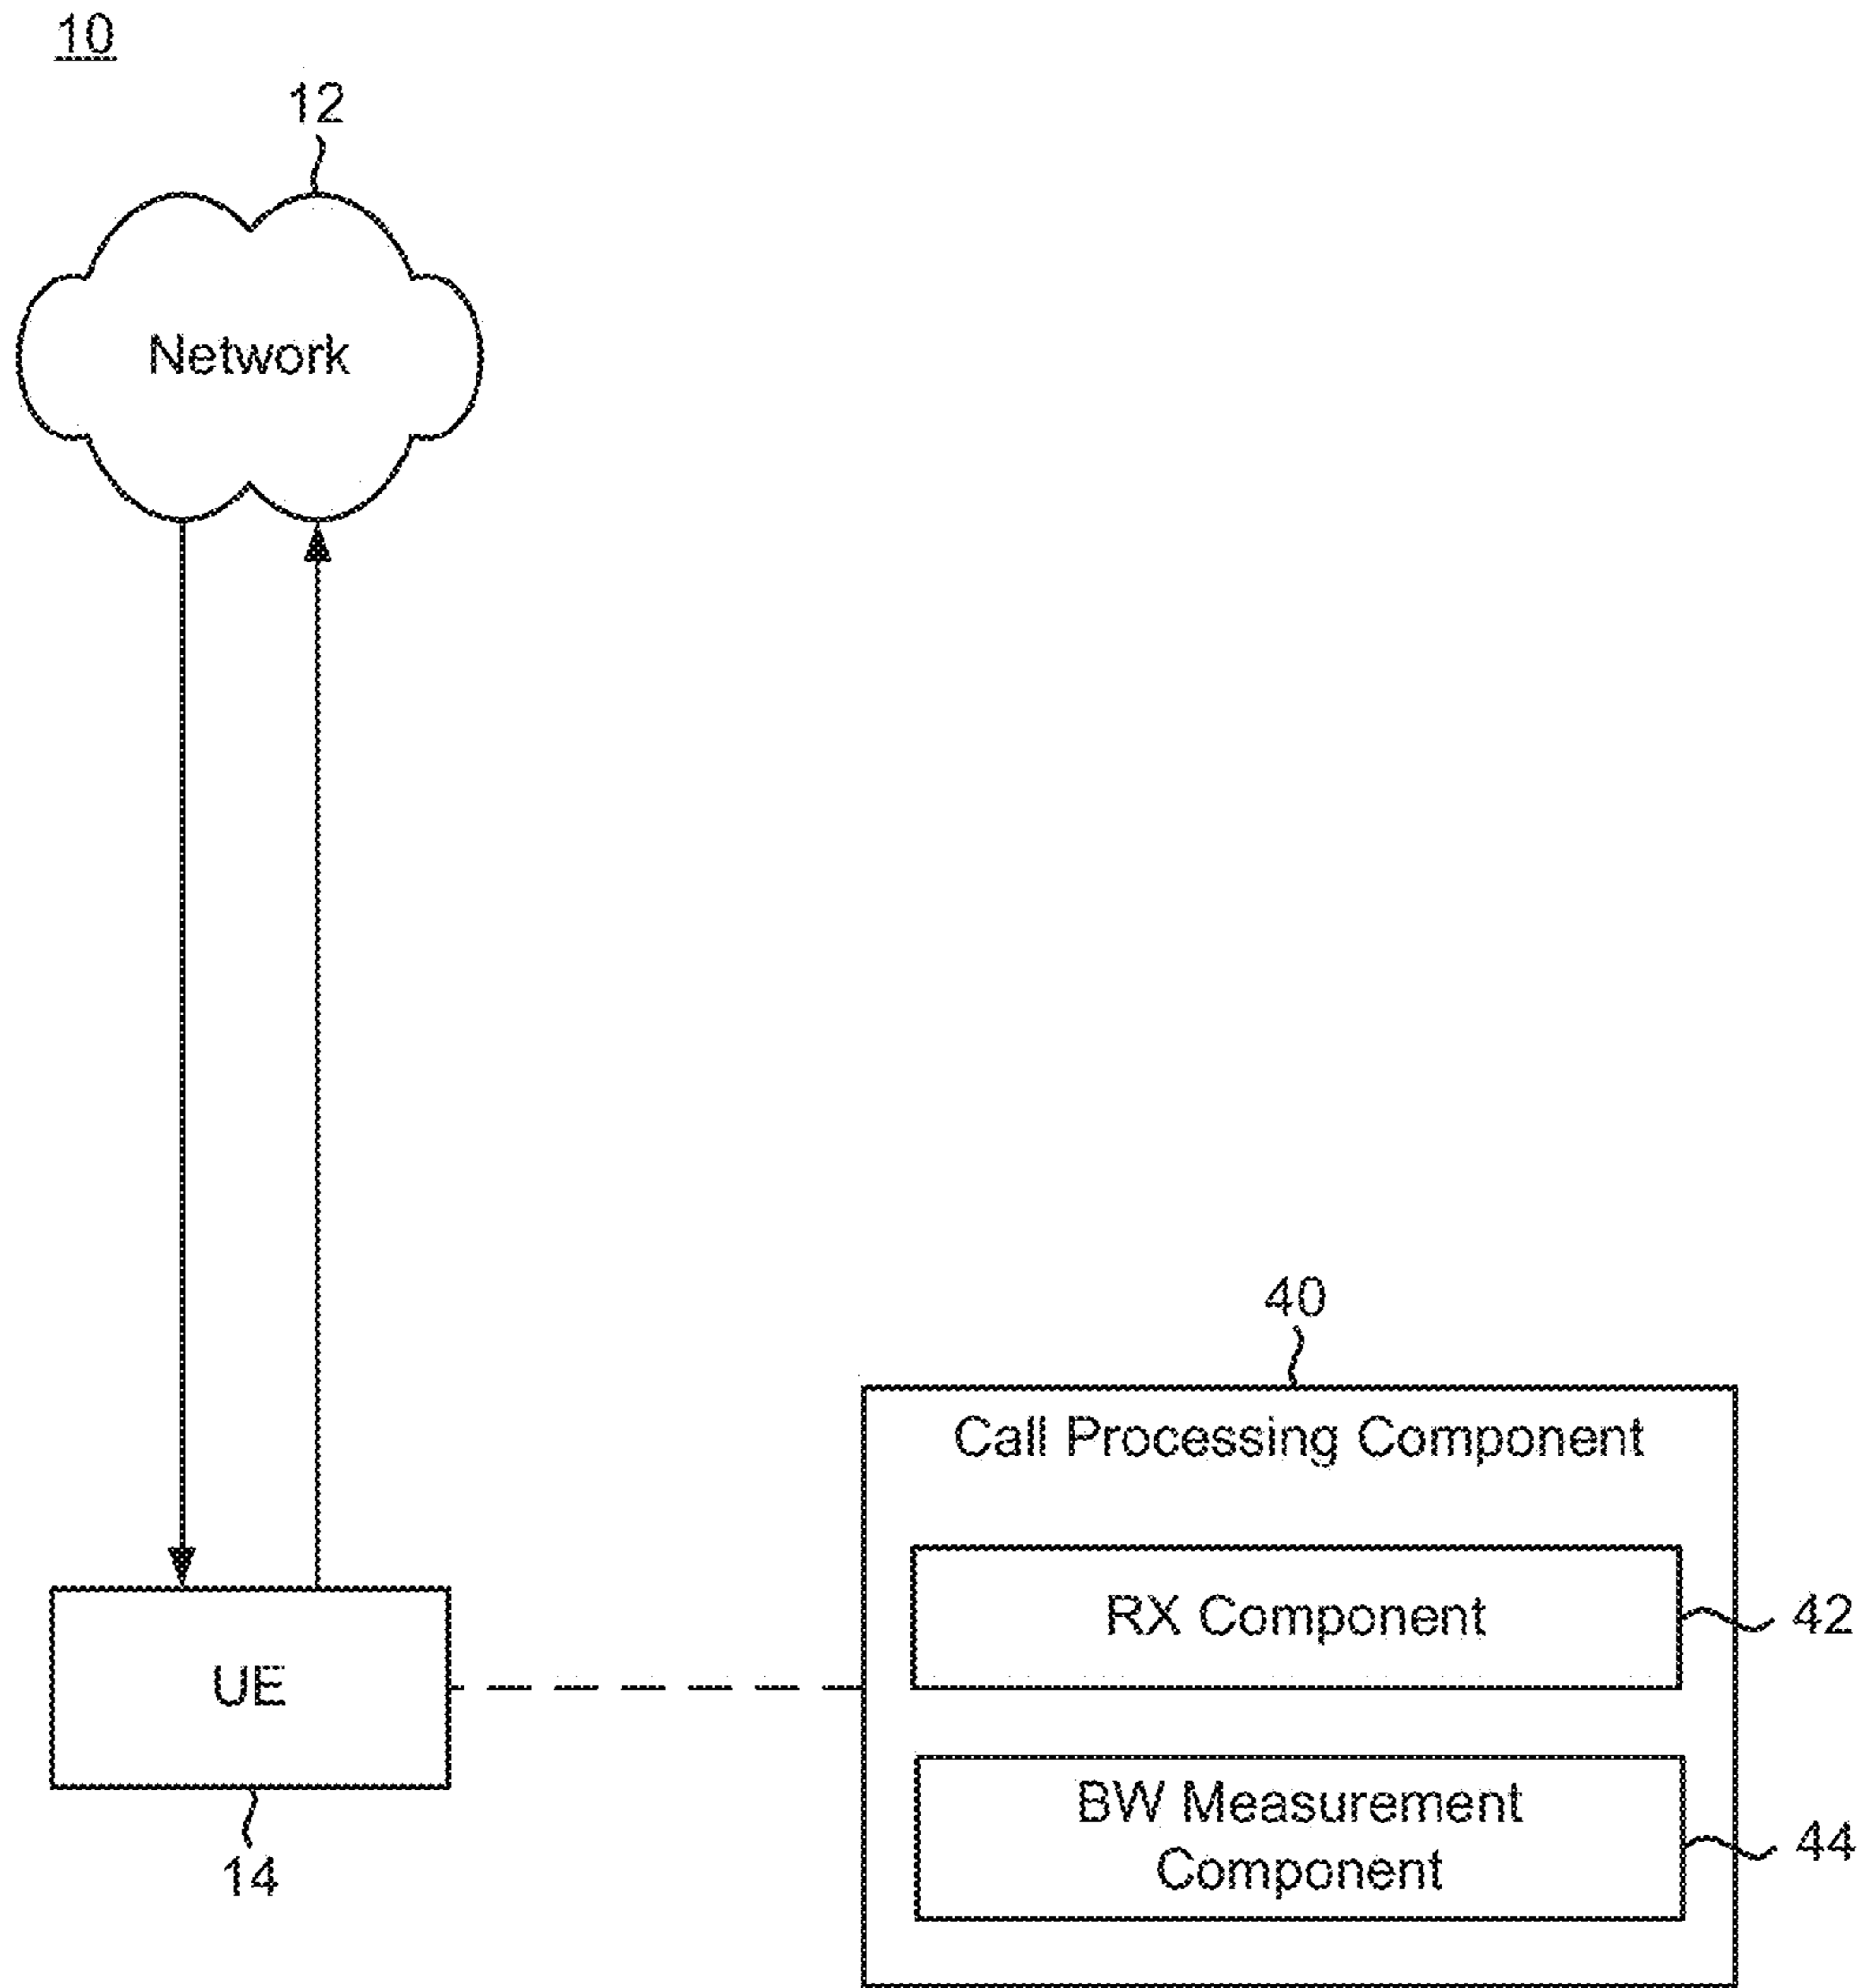 10
12
Network
40
Call Processing Component
RX Component
42
UE
BW Measurement
Component
44
14